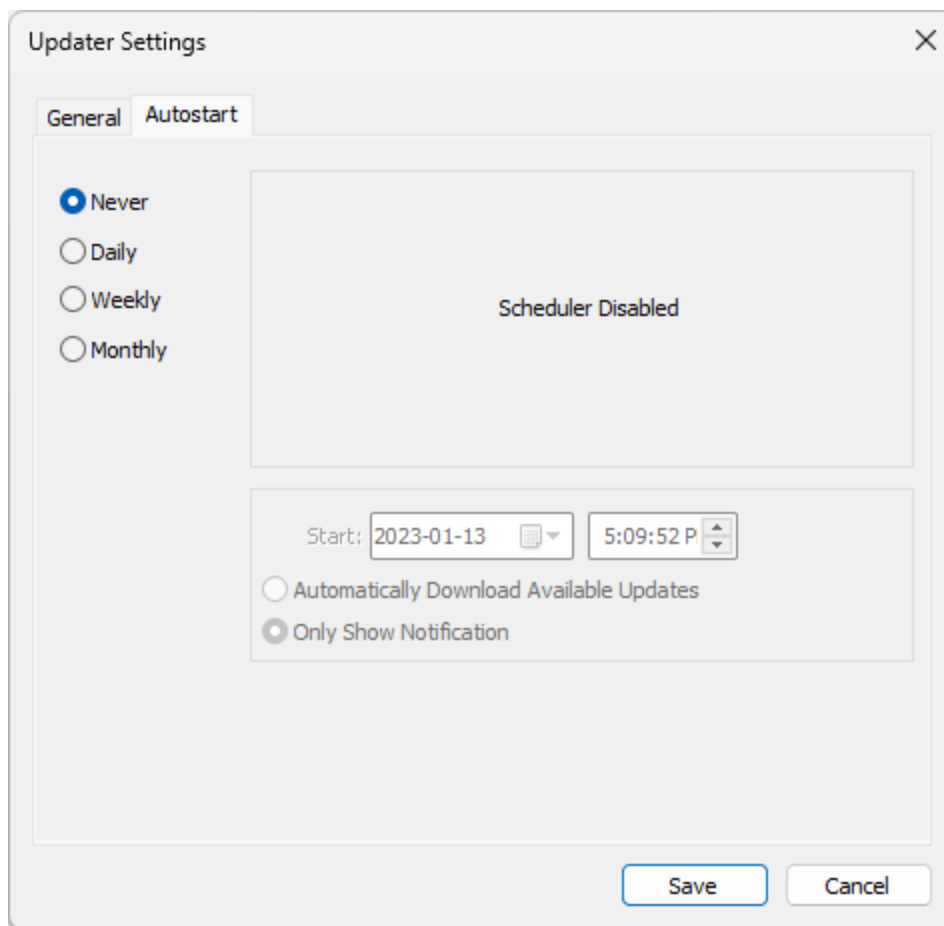 Updater Settings
General Autostart
Never
Daily
Weekly
Monthly
Scheduler Disabled
Start: 2023-01-13 5:09:52 P
Automatically Download Available Updates
Only Show Notification
Save Cancel